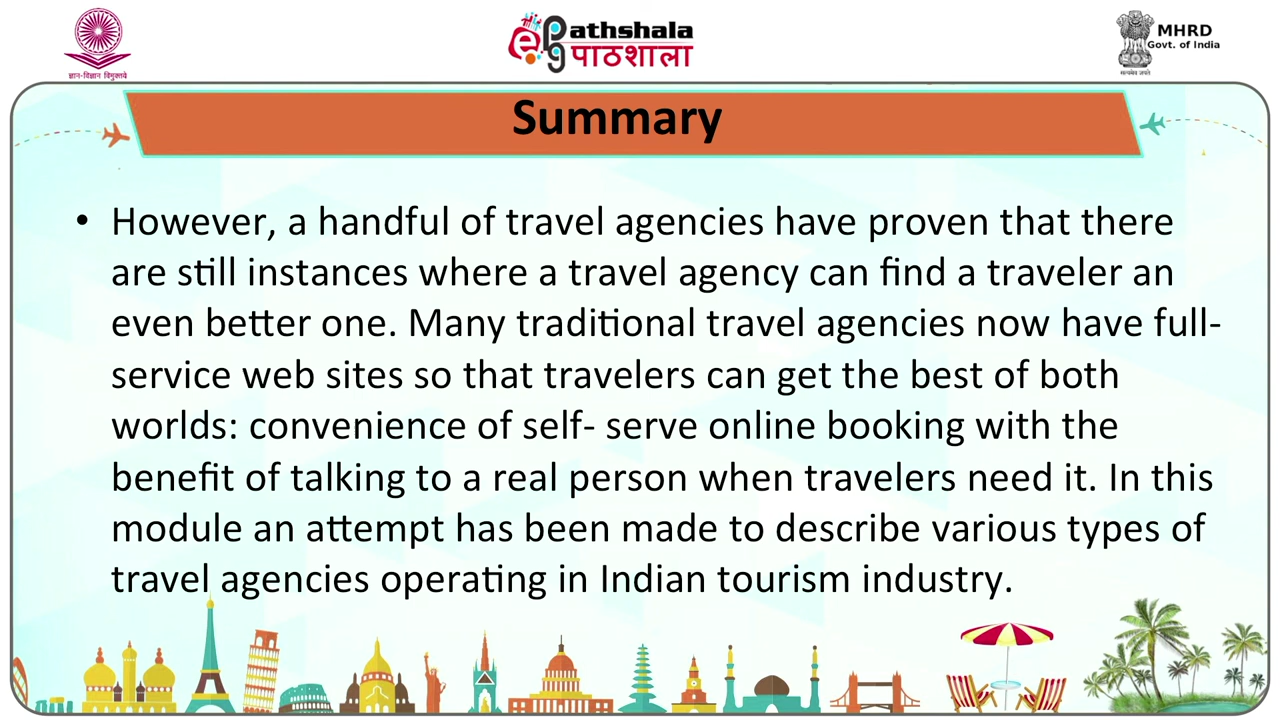 ज्ञान-विज्ञान विमुक्तये
Pathshala
पाठशाला
MHRD
Govt. of India
सत्यमेव जयते
Summary
• However, a handful of travel agencies have proven that there
are still instances where a travel agency can find a traveler an
even better one. Many traditional travel agencies now have full-
service web sites so that travelers can get the best of both
worlds: convenience of self- serve online booking with the
benefit of talking to a real person when travelers need it. In this
module an attempt has been made to describe various types of
travel agencies operating in Indian tourism industry.